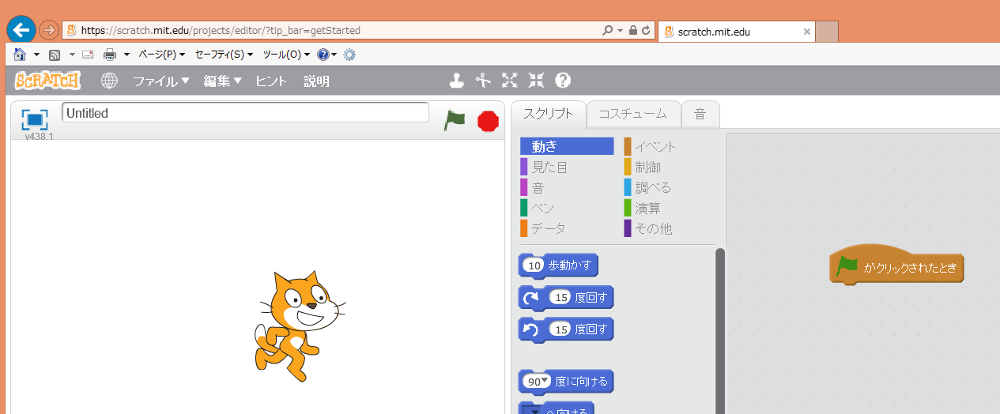 https://scratch.mit.edu/projects/editor/?tip_bar=getStarted
scratch.mit.edu
ページ(P) セーフティ(S) ツール(O)
SCRATCH ファイル 編集 ヒント 説明
Untitled
v438.1
スクリプト コスチューム 音
動き イベント
見た目 制御
音 調べる
ペン 演算
データ その他
10 歩動かす
15 度回す
15 度回す
90 度に向ける
へ向ける
がクリックされたとき